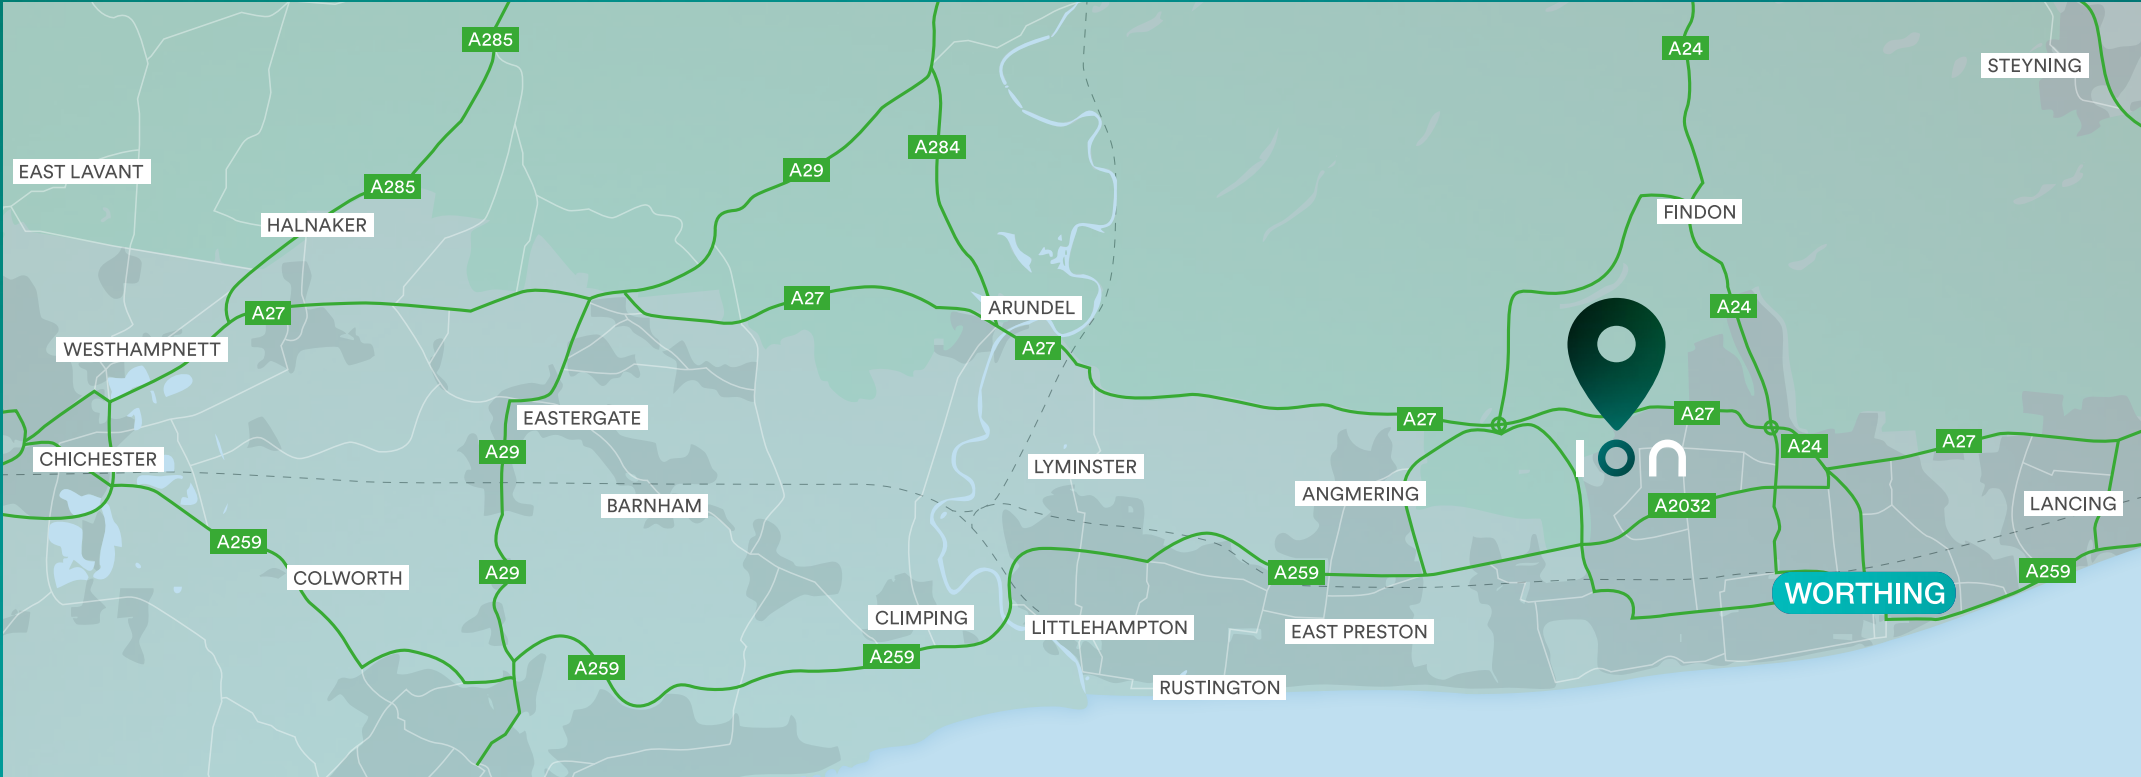 A285
A24
STEYNING
A284
EAST LAVANT
A29
A285
FINDON
HALNAKER
A27
A24
ARUNDEL
A27
A27
WESTHAMPNETT
A27
A27
EASTERGATE
A24
A27
A29
ion
CHICHESTER
LYMINSTER
ANGMERING
BARNHAM
A2032
LANCING
A259
A29
A259
A259
COLWORTH
WORTHING
CLIMPING
LITTLEHAMPTON
EAST PRESTON
A259
A259
RUSTINGTON